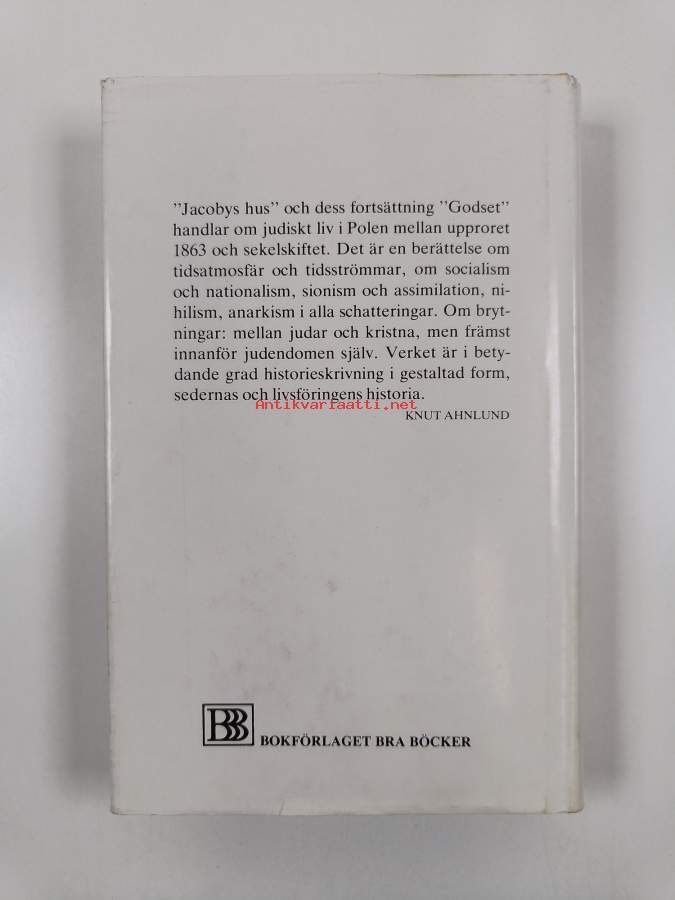 ”Jacobys hus” och dess fortsättning ”Godset”
handlar om judiskt liv i Polen mellan upproret
1863 och sekelskiftet. Det är en berättelse om
tidsatmosfär och tidsströmmar, om socialism
och nationalism, sionism och assimilation, ni-
hilism, anarkism i alla schatteringar. Om bryt-
ningar: mellan judar och kristna, men främst
innanför judendomen själv. Verket är i bety-
dande grad historieskrivning i gestaltad form,
sedernas och livsföringens historia.
Antikvariaatti.net
KNUT AHNLUND
BBB
BOKFÖRLAGET BRA BÖCKER